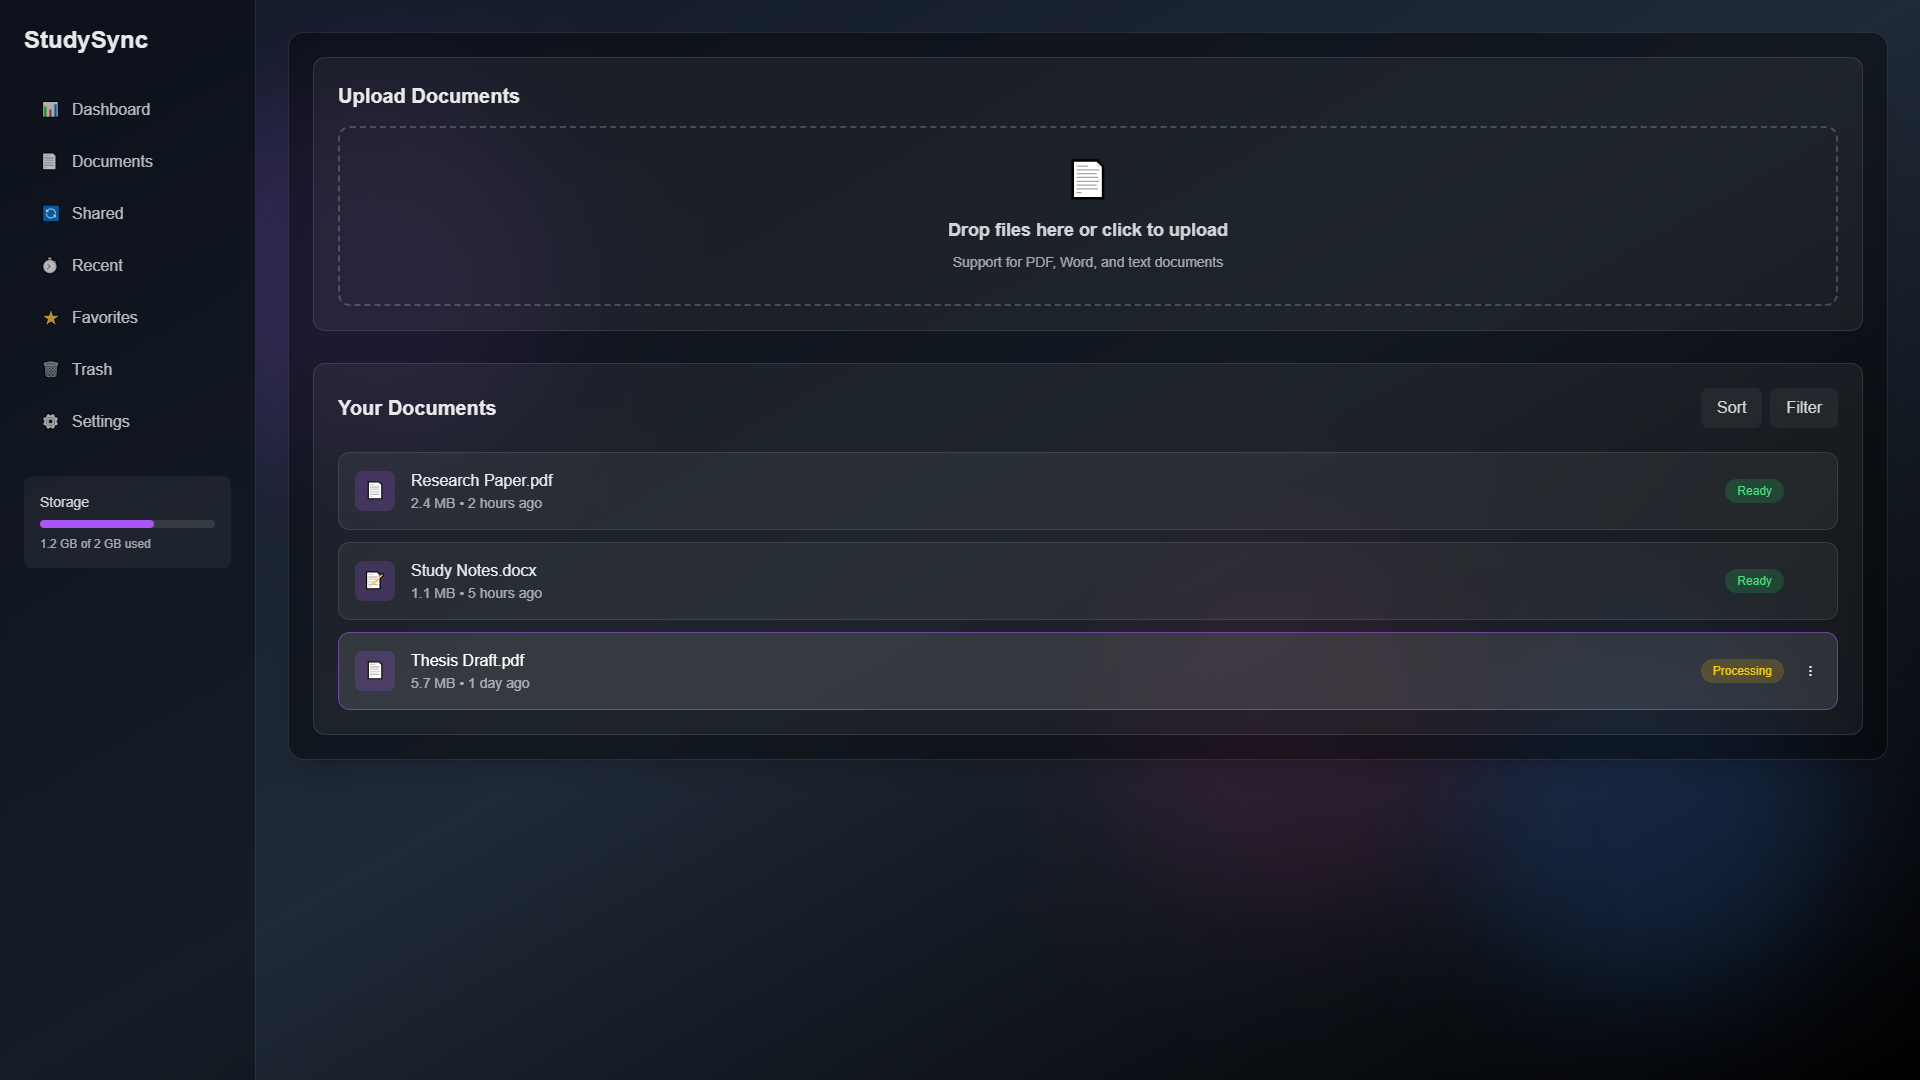 StudySync
Dashboard
Documents
Shared
Recent
Favorites
Trash
Settings
Storage
1.2 GB of 2 GB used
Upload Documents
Drop files here or click to upload
Support for PDF, Word, and text documents
Your Documents
Sort
Filter
Research Paper.pdf
2.4 MB • 2 hours ago
Ready
Study Notes.docx
1.1 MB • 5 hours ago
Ready
Thesis Draft.pdf
5.7 MB • 1 day ago
Processing